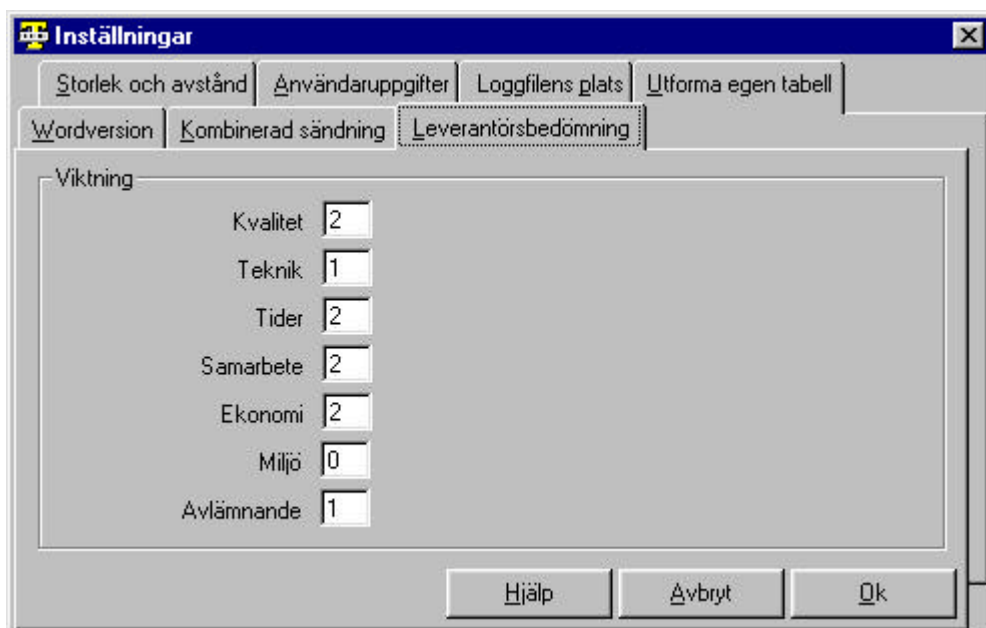 Inställningar
Storlek och avstånd Användaruppgifter Loggfilens plats Utforma egen tabell
Wordversion Kombinerad sändning Leverantörsbedömning
Viktning
Kvalitet 2
Teknik 1
Tider 2
Samarbete 2
Ekonomi 2
Miljö 0
Avlämnande 1
Hjälp Avbryt Ok